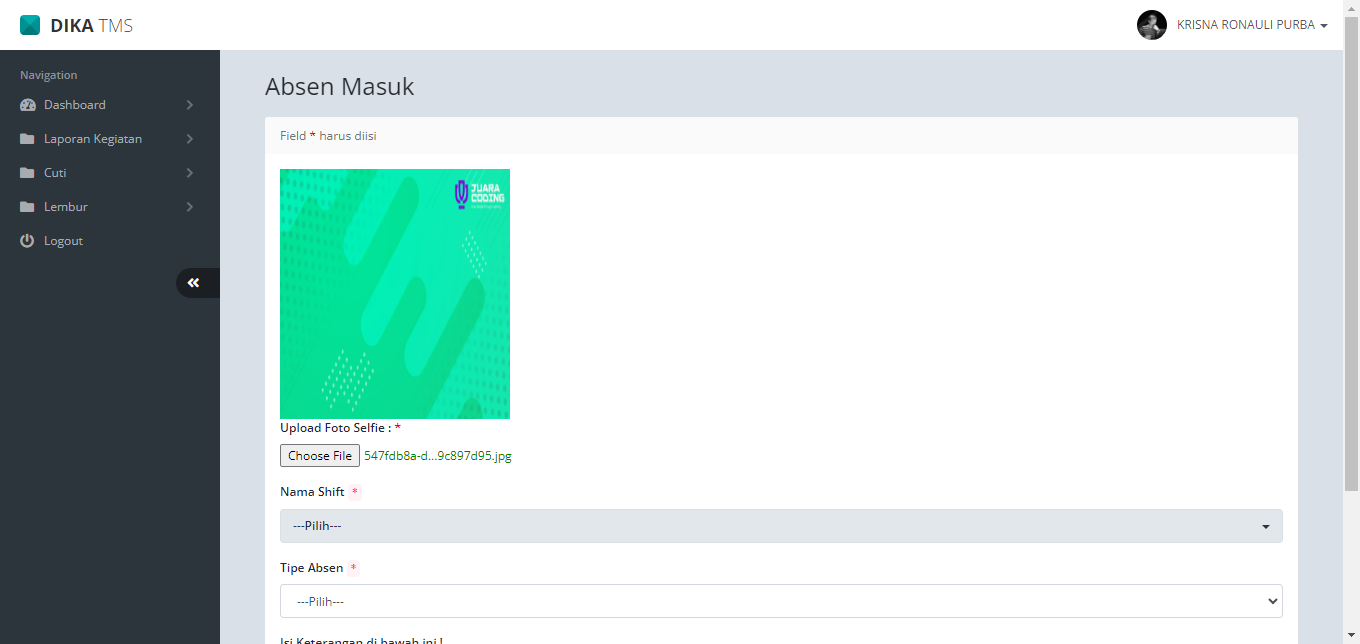 DIKA TMS
KRISNA RONAULI PURBA
Navigation
Dashboard
Laporan Kegiatan
Cuti
Lembur
Logout
Absen Masuk
Field * harus diisi
JUARA
CODING
Upload Foto Selfie : *
Choose File 547fdb8a-d...9c897d95.jpg
Nama Shift *
---Pilih---
Tipe Absen *
---Pilih---
Isi Keterangan di bawah ini !